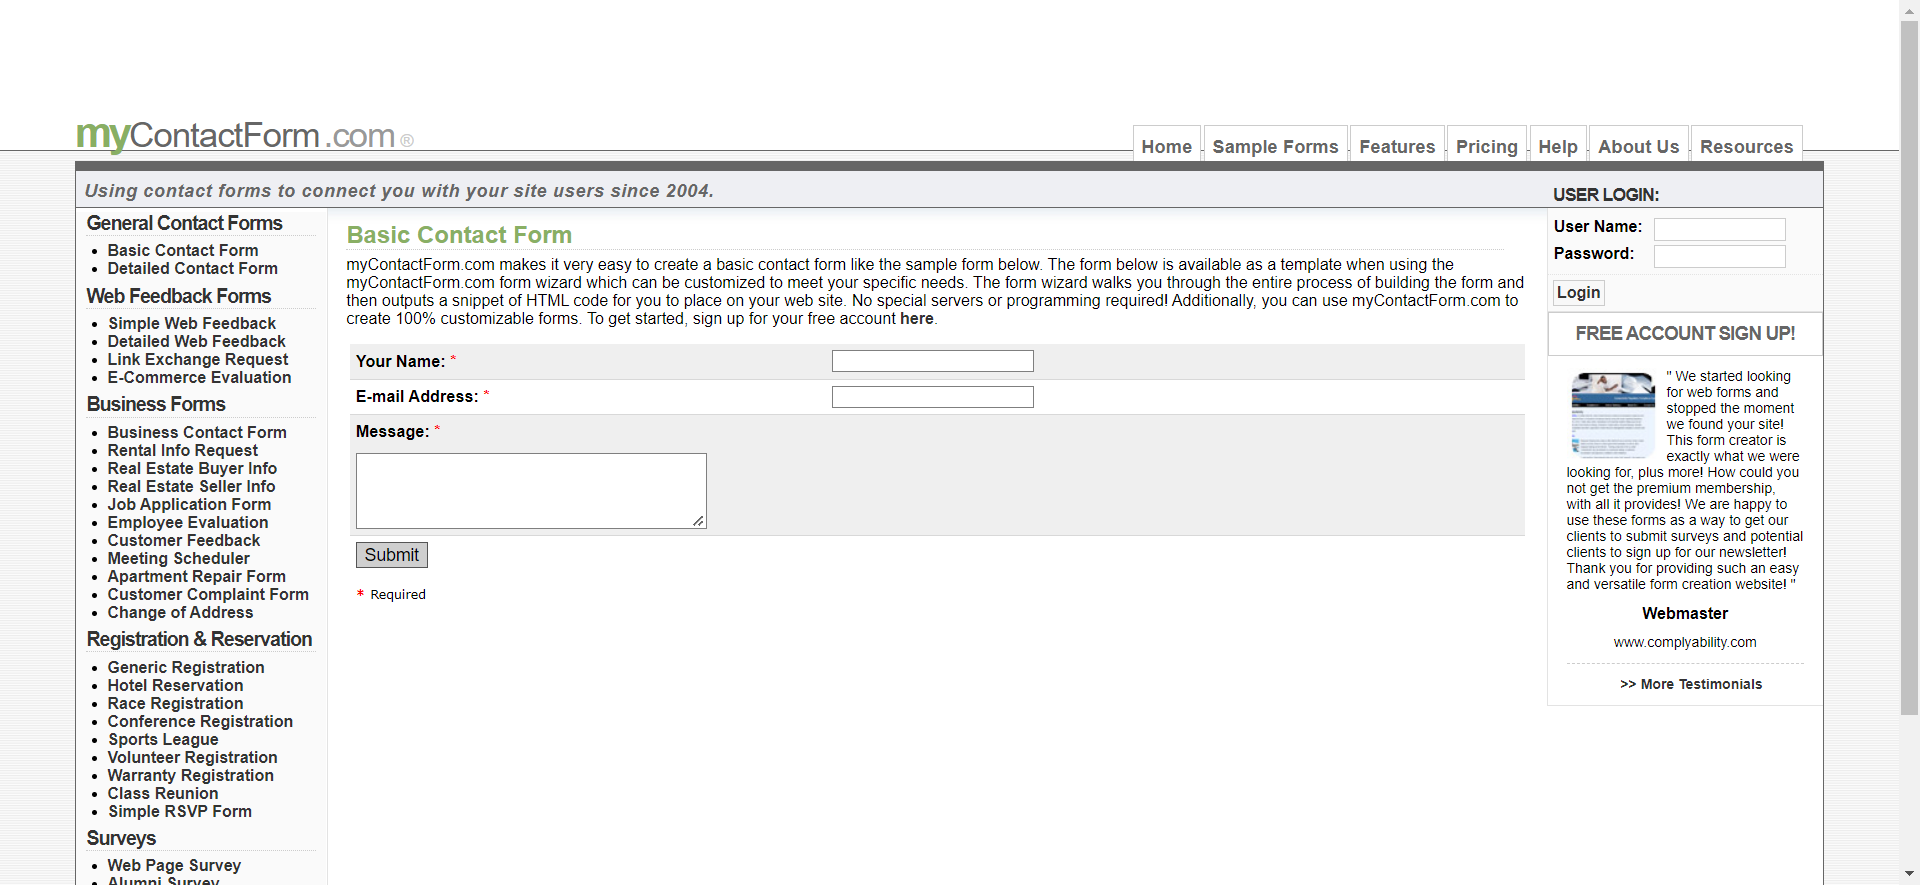 myContactForm.com®
Home
Sample Forms
Features
Pricing
Help
About Us
Resources
Using contact forms to connect you with your site users since 2004.
General Contact Forms
Basic Contact Form
Detailed Contact Form
Web Feedback Forms
Simple Web Feedback
Detailed Web Feedback
Link Exchange Request
E-Commerce Evaluation
Business Forms
Business Contact Form
Rental Info Request
Real Estate Buyer Info
Real Estate Seller Info
Job Application Form
Employee Evaluation
Customer Feedback
Meeting Scheduler
Apartment Repair Form
Customer Complaint Form
Change of Address
Registration & Reservation
Generic Registration
Hotel Reservation
Race Registration
Conference Registration
Sports League
Volunteer Registration
Warranty Registration
Class Reunion
Simple RSVP Form
Surveys
Web Page Survey
Alumni Survey
Basic Contact Form
myContactForm.com makes it very easy to create a basic contact form like the sample form below. The form below is available as a template when using the
myContactForm.com form wizard which can be customized to meet your specific needs. The form wizard walks you through the entire process of building the form and
then outputs a snippet of HTML code for you to place on your web site. No special servers or programming required! Additionally, you can use myContactForm.com to
create 100% customizable forms. To get started, sign up for your free account here.
Your Name: *
E-mail Address: *
Message: *
Submit
* Required
USER LOGIN:
User Name:
Password:
Login
FREE ACCOUNT SIGN UP!
" We started looking
for web forms and
stopped the moment
we found your site!
This form creator is
exactly what we were
looking for, plus more! How could you
not get the premium membership,
with all it provides! We are happy to
use these forms as a way to get our
clients to submit surveys and potential
clients to sign up for our newsletter!
Thank you for providing such an easy
and versatile form creation website! "
Webmaster
www.complyability.com
>> More Testimonials